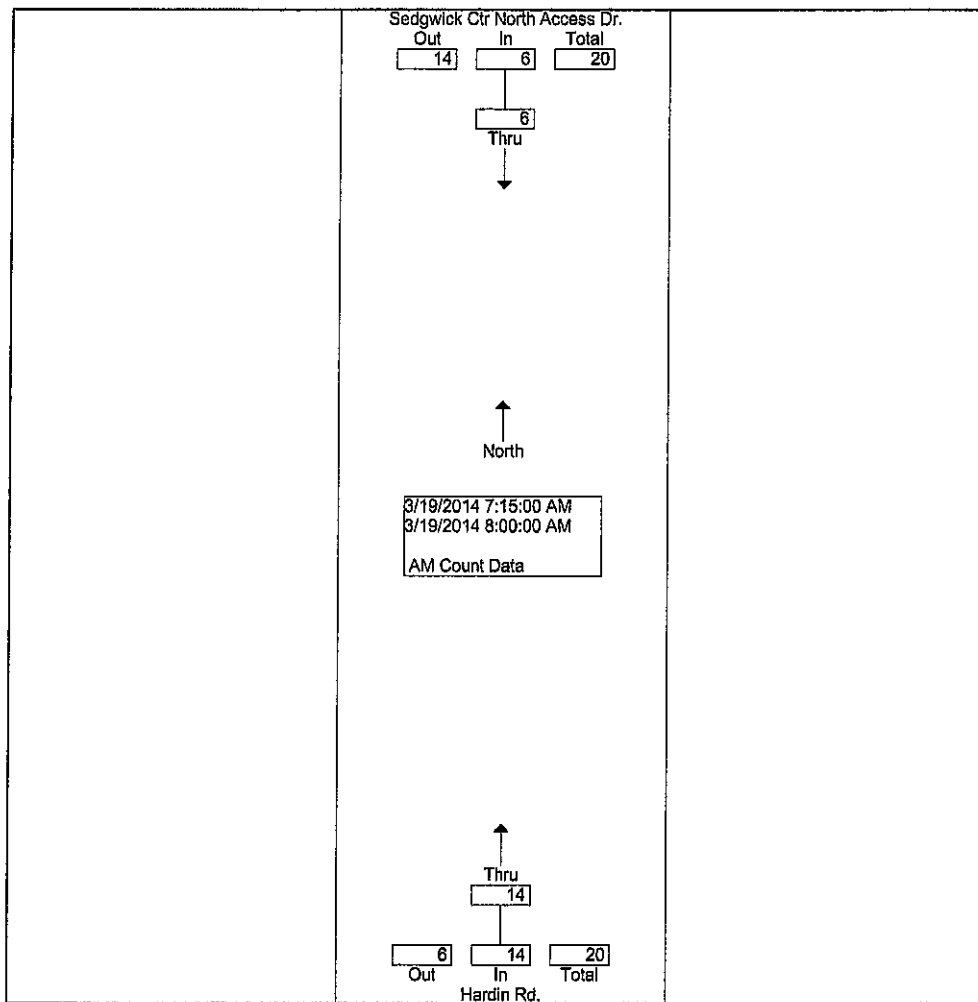 Sedgwick Ctr North Access Dr.
Out In Total
14 6 20
6
Thru
North
3/19/2014 7:15:00 AM
3/19/2014 8:00:00 AM
AM Count Data
Thru
14
6 14 20
Out In Total
Hardin Rd.